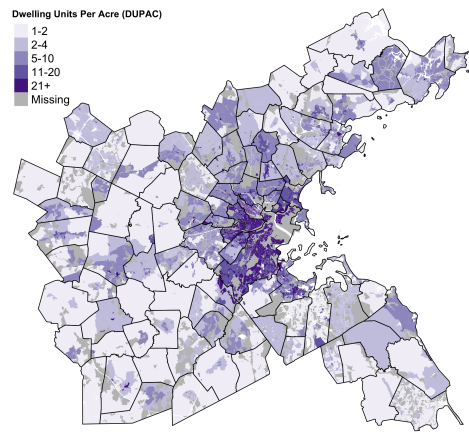 Dwelling Units Per Acre (DUPAC)
1-2
2-4
5-10
11-20
21+
Missing